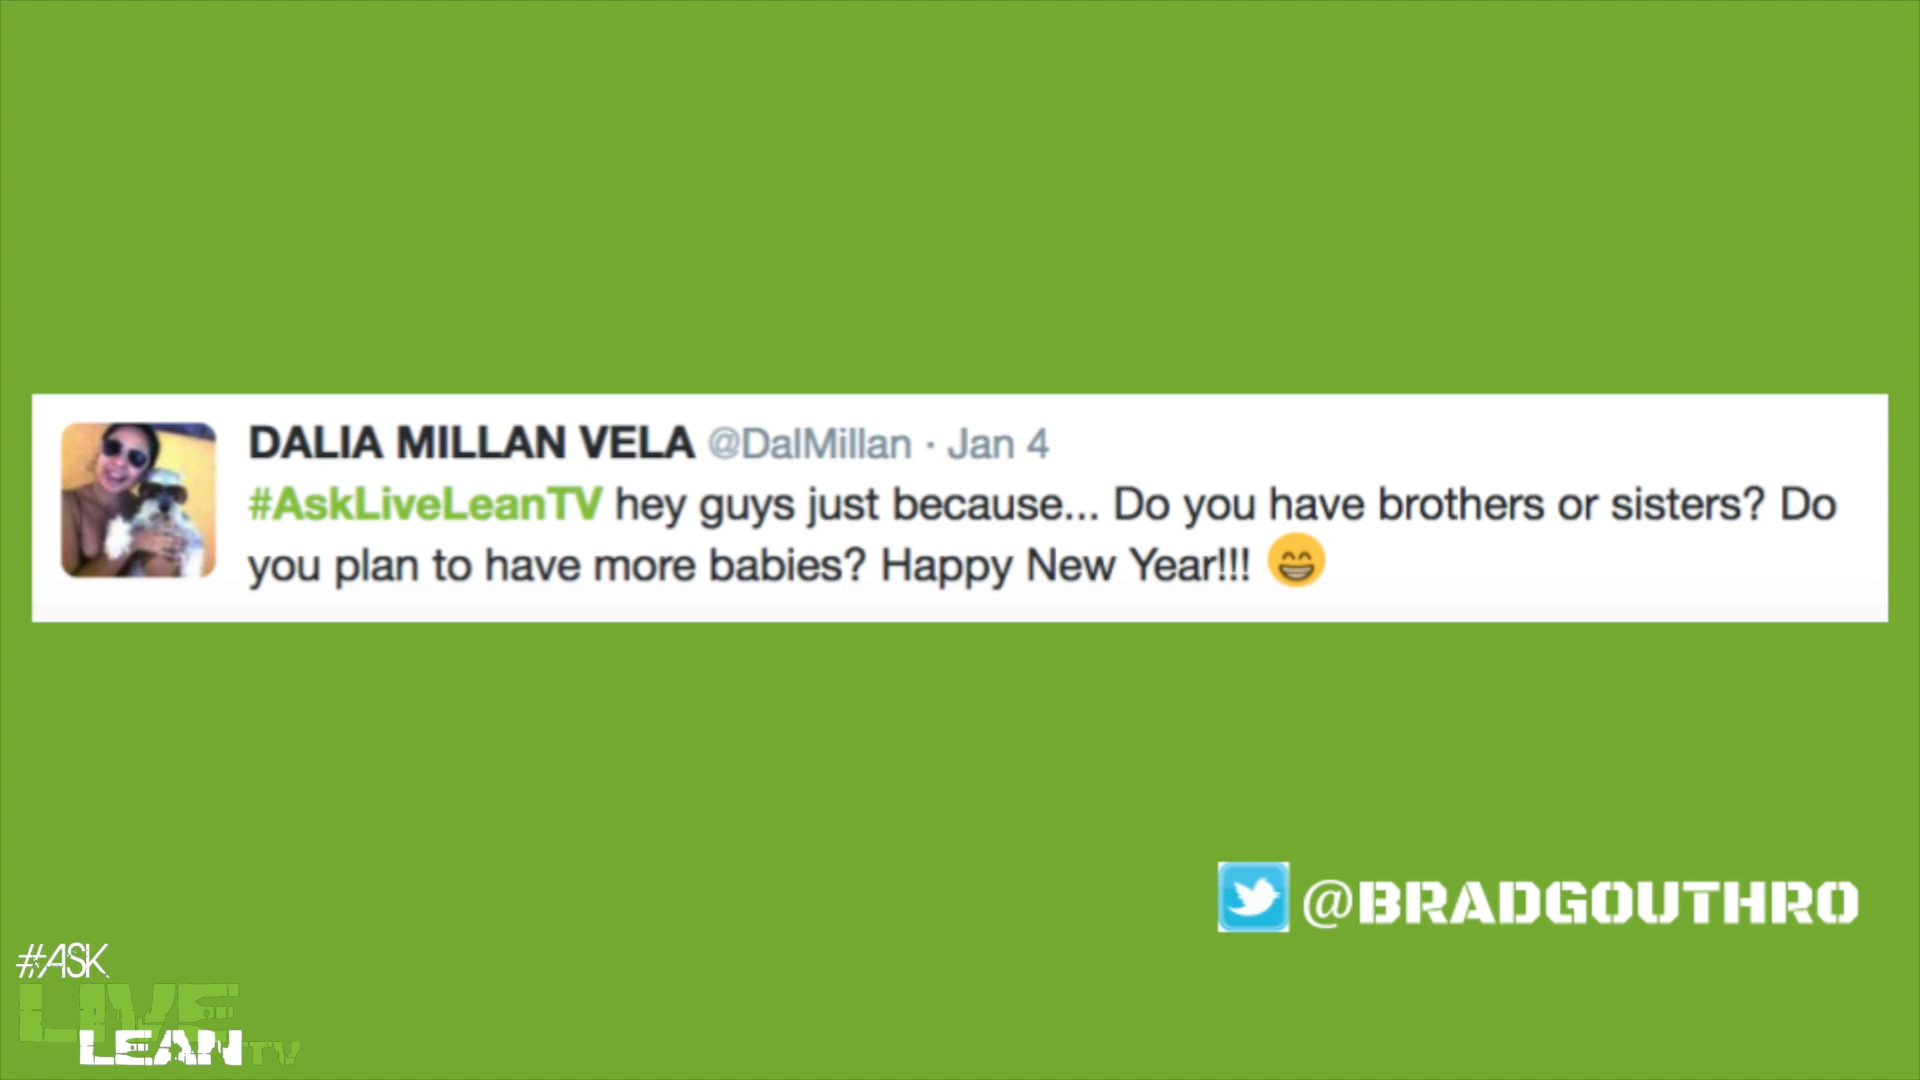 DALIA MILLAN VELA @DalMillan · Jan 4
#AskLiveLeanTV hey guys just because... Do you have brothers or sisters? Do
you plan to have more babies? Happy New Year!!! 😄
@BRADGOUTHRO
#ASK
LIVE
LEAN TV